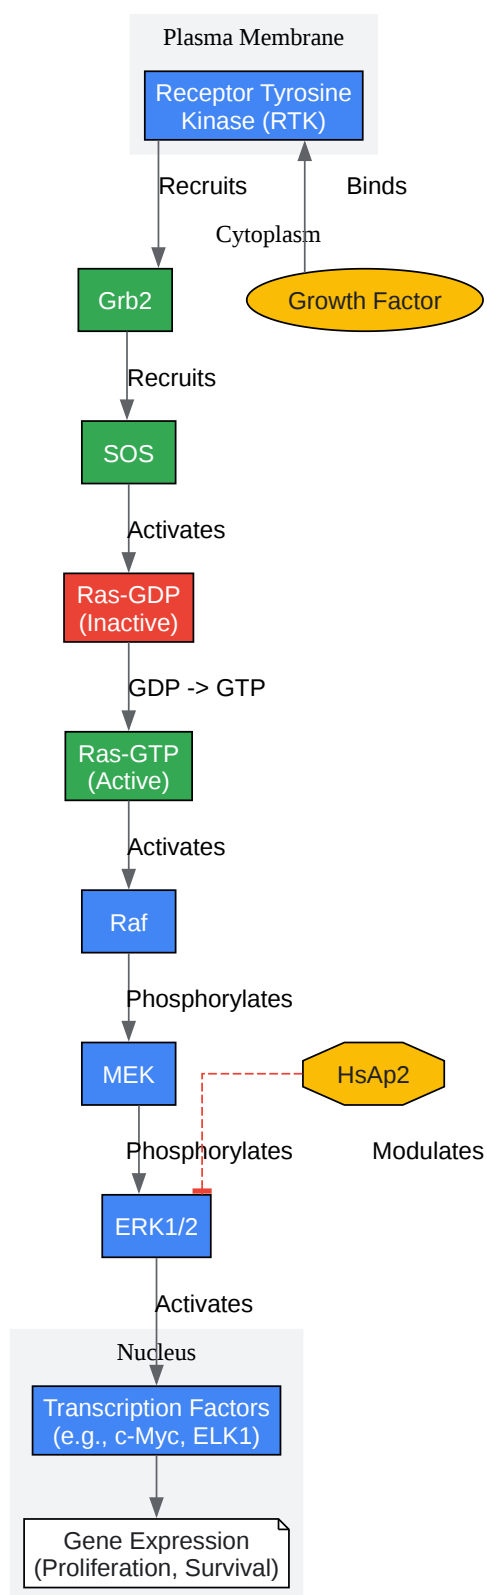 Plasma Membrane
Receptor Tyrosine
Kinase (RTK)
Recruits
Binds
Cytoplasm
Grb2
Growth Factor
Recruits
SOS
Activates
Ras-GDP
(Inactive)
GDP -> GTP
Ras-GTP
(Active)
Activates
Raf
Phosphorylates
MEK
HsAp2
Phosphorylates
Modulates
ERK1/2
Activates
Nucleus
Transcription Factors
(e.g., c-Myc, ELK1)
Gene Expression
(Proliferation, Survival)